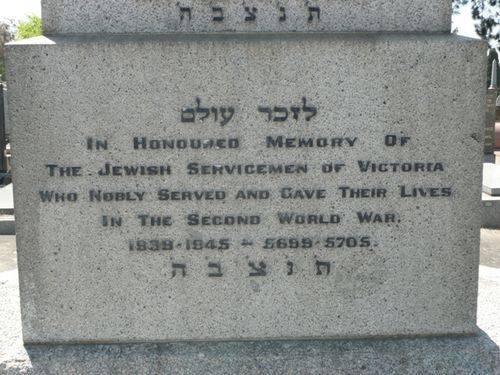 ת נ צ ב ה
לזכר עולם
In Honoured Memory Of
The Jewish Servicemen of Victoria
Who Nobly Served and Gave Their Lives
In The Second World War.
1939-1945 ~ 5699-5705.
ת נ צ ב ה